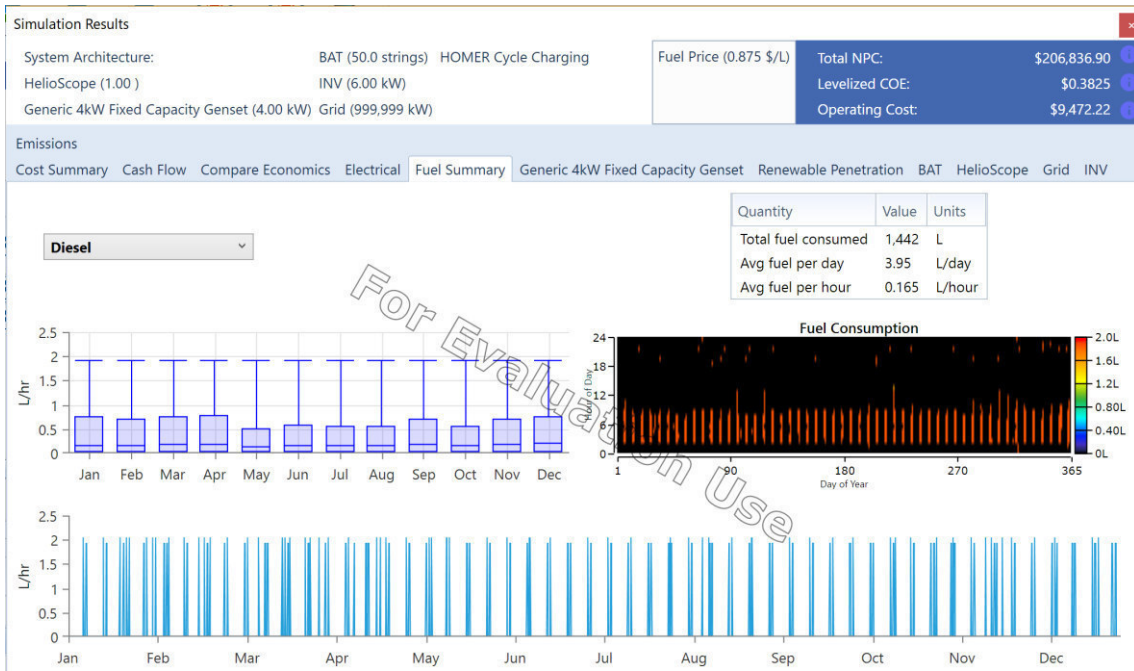 Simulation Results
×
System Architecture:
BAT (50.0 strings) HOMER Cycle Charging
HelioScope (1.00 )
INV (6.00 kW)
Generic 4kW Fixed Capacity Genset (4.00 kW) Grid (999,999 kW)
Fuel Price (0.875 $/L)
Total NPC: $206,836.90
Levelized COE: $0.3825
Operating Cost: $9,472.22
Emissions
Cost Summary Cash Flow Compare Economics Electrical Fuel Summary Generic 4kW Fixed Capacity Genset Renewable Penetration BAT HelioScope Grid INV
Quantity Value Units
Total fuel consumed 1,442 L
Avg fuel per day 3.95 L/day
Avg fuel per hour 0.165 L/hour
Diesel
For Evaluation Use
2.5
2
1.5
1
0.5
0
L/hr
Jan Feb Mar Apr May Jun Jul Aug Sep Oct Nov Dec
Fuel Consumption
24
18
12
6
0
Hour of Day
1 90 180 270 365
Day of Year
2.0L
1.6L
1.2L
0.80L
0.40L
0L
2.5
2
1.5
1
0.5
0
L/hr
Jan Feb Mar Apr May Jun Jul Aug Sep Oct Nov Dec